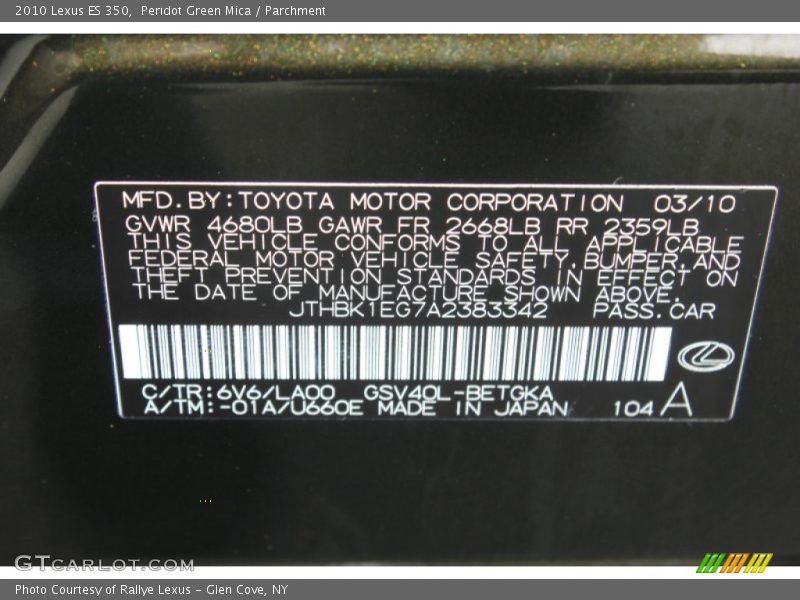 2010 Lexus ES 350,  Peridot Green Mica / Parchment
MFD.BY:TOYOTA MOTOR CORPORATION 03/10
GVWR 4680LB GAWR FR 2668LB RR 2359LB
THIS VEHICLE CONFORMS TO ALL APPLICABLE
FEDERAL MOTOR VEHICLE SAFETY,BUMPER,AND
THEFT PREVENTION STANDARDS IN EFFECT ON
THE DATE OF MANUFACTURE SHOWN ABOVE.
JTHBK1EG7A2383342 PASS.CAR
C/TR:6V6/LA00 GSV40L-BETGKA
A/TM:-01A/U660E MADE IN JAPAN 104 A
GTcarlot.com
Photo Courtesy of Rallye Lexus - Glen Cove, NY